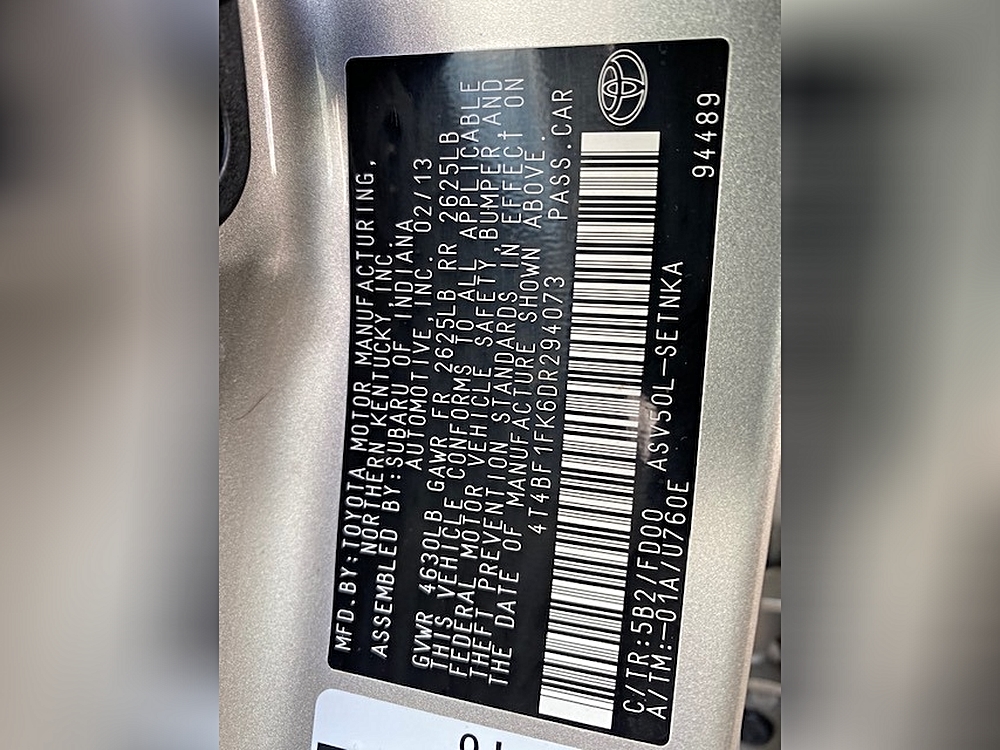 MFD.BY:TOYOTA MOTOR MANUFACTURING,
NORTHERN KENTUCKY,INC.
ASSEMBLED BY:SUBARU OF INDIANA
AUTOMOTIVE,INC. 02/13
GVWR 4630LB GAWR FR 2625LB RR 2625LB
THIS VEHICLE CONFORMS TO ALL APPLICABLE
FEDERAL MOTOR VEHICLE SAFETY,BUMPER AND
THEFT PREVENTION STANDARDS IN EFFECT ON
THE DATE OF MANUFACTURE SHOWN ABOVE.
4T4BF1FK6DR294073 PASS.CAR
C/TR:5B2/FD00
A/TM:-01A/U760E ASV50L-SETNKA
94489